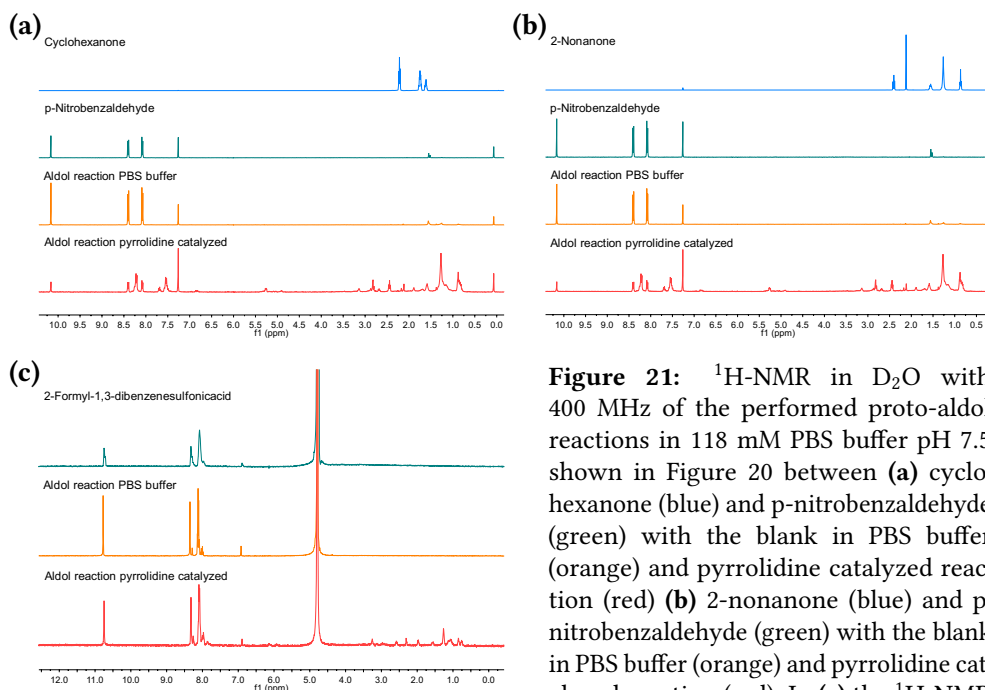 (a)
Cyclohexanone
p-Nitrobenzaldehyde
Aldol reaction PBS buffer
Aldol reaction pyrrolidine catalyzed
10.0 9.5 9.0 8.5 8.0 7.5 7.0 6.5 6.0 5.5 5.0 4.5 4.0 3.5 3.0 2.5 2.0 1.5 1.0 0.5 0.0
f1 (ppm)
(b)
2-Nonanone
p-Nitrobenzaldehyde
Aldol reaction PBS buffer
Aldol reaction pyrrolidine catalyzed
10.0 9.5 9.0 8.5 8.0 7.5 7.0 6.5 6.0 5.5 5.0 4.5 4.0 3.5 3.0 2.5 2.0 1.5 1.0 0.5
f1 (ppm)
(c)
2-Formyl-1,3-dibenzenesulfonicacid
Aldol reaction PBS buffer
Aldol reaction pyrrolidine catalyzed
12.0 11.0 10.0 9.0 8.0 7.0 6.0 5.0 4.0 3.0 2.0 1.0 0.0
f1 (ppm)
Figure 21: ¹H-NMR in D₂O with
400 MHz of the performed proto-aldol
reactions in 118 mM PBS buffer pH 7.5
shown in Figure 20 between (a) cyclo
hexanone (blue) and p-nitrobenzaldehyde
(green) with the blank in PBS buffer
(orange) and pyrrolidine catalyzed reac
tion (red) (b) 2-nonanone (blue) and p
nitrobenzaldehyde (green) with the blank
in PBS buffer (orange) and pyrrolidine cat